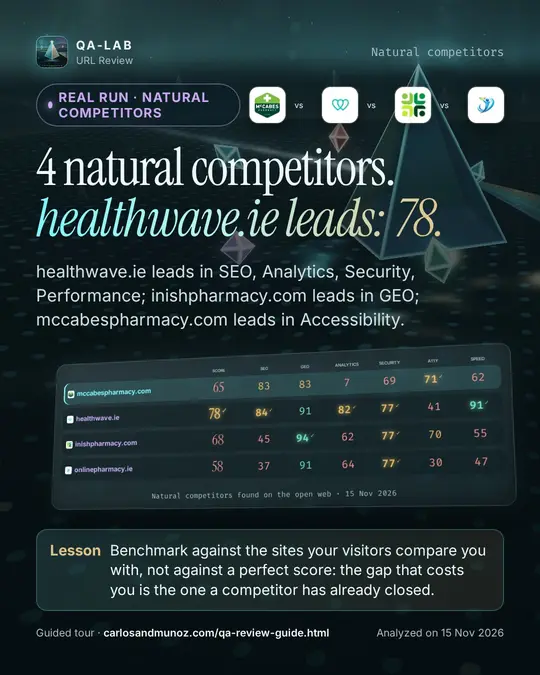 QA-LAB
URL Review
Natural competitors
REAL RUN · NATURAL
COMPETITORS
McCABES
PHARMACY
vs
vs
vs
4 natural competitors.
healthwave.ie leads: 78.
healthwave.ie leads in SEO, Analytics, Security,
Performance; inishpharmacy.com leads in GEO;
mccabespharmacy.com leads in Accessibility.
SCORE SEO GEO ANALYTICS SECURITY A11Y SPEED
mccabespharmacy.com 65 83 83 7 69 71✓ 62
healthwave.ie 78✓ 84✓ 91 82✓ 77✓ 41 91✓
inishpharmacy.com 68 45 94✓ 62 77✓ 70 55
onlinepharmacy.ie 58 37 91 64 77✓ 30 47
Natural competitors found on the open web · 15 Nov 2026
Lesson Benchmark against the sites your visitors compare you
with, not against a perfect score: the gap that costs
you is the one a competitor has already closed.
Guided tour · carlosandmunoz.com/qa-review-guide.html
Analyzed on 15 Nov 2026